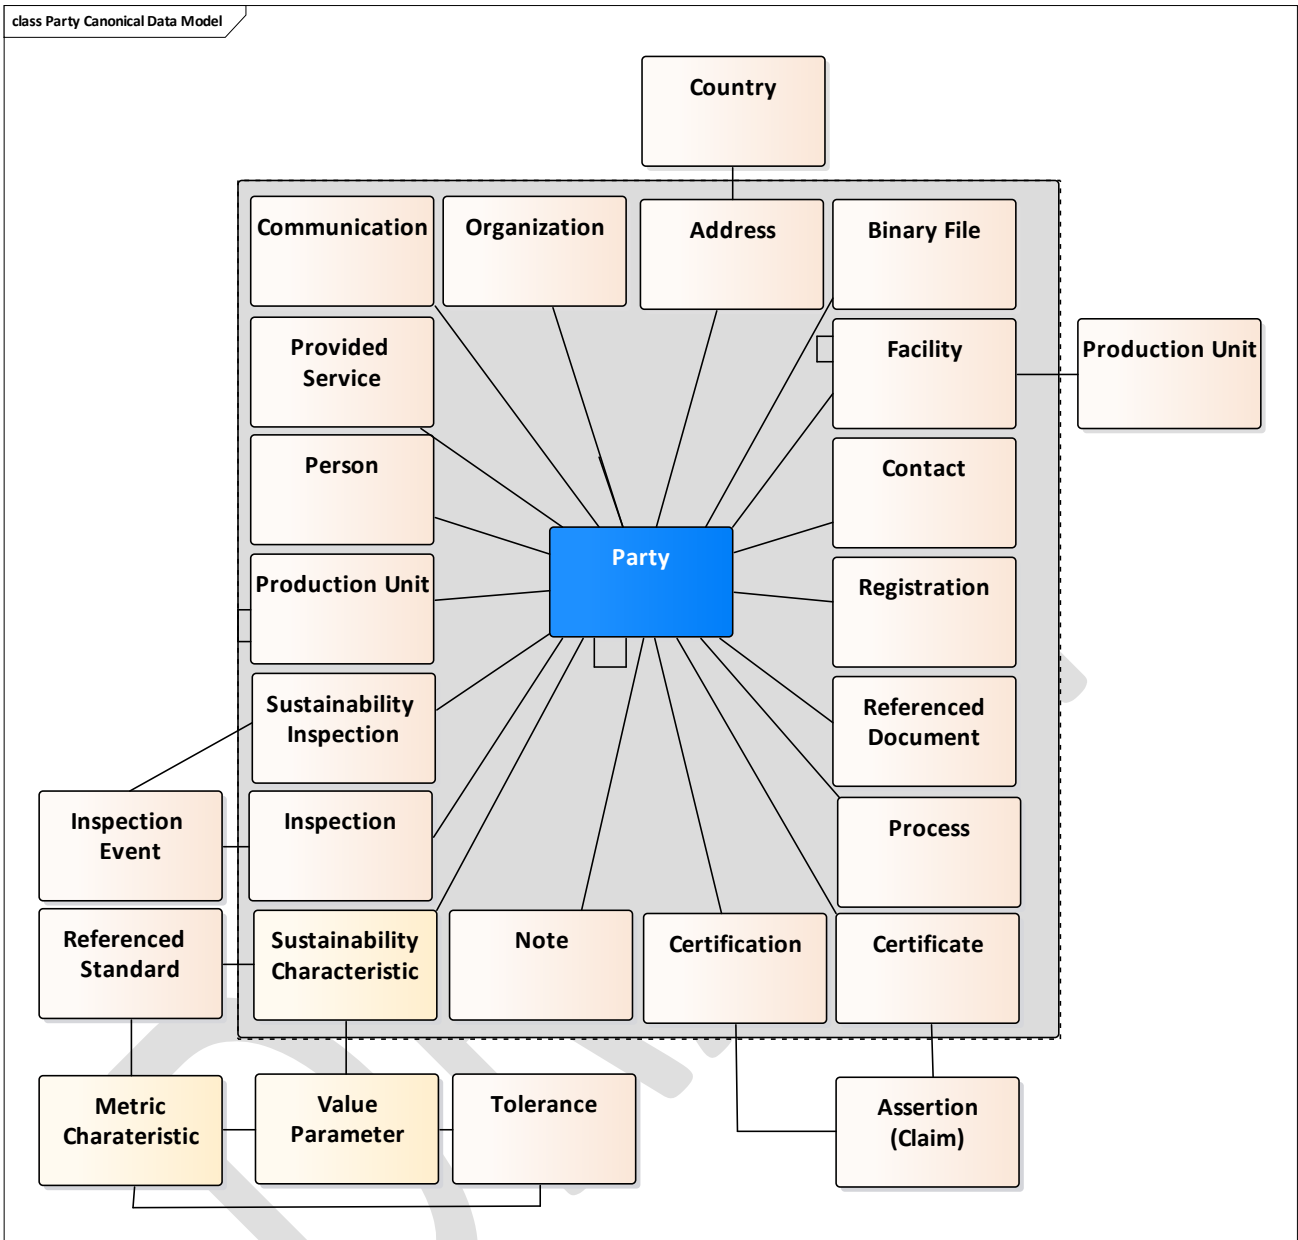 class Party Canonical Data Model
Country
Communication
Organization
Address
Binary File
Provided
Service
Facility
Production Unit
Person
Contact
Party
Production Unit
Registration
Sustainability
Inspection
Referenced
Document
Inspection
Event
Inspection
Process
Referenced
Standard
Sustainability
Characteristic
Note
Certification
Certificate
Metric
Charateristic
Value
Parameter
Tolerance
Assertion
(Claim)